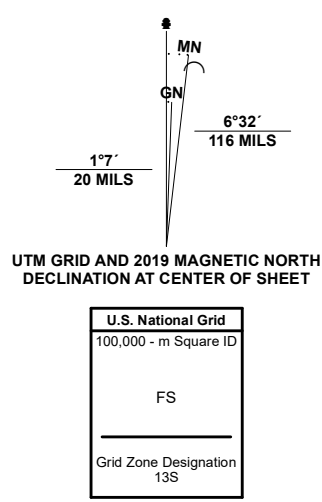 MN
GN
6°32´
116 MILS
1°7´
20 MILS
UTM GRID AND 2019 MAGNETIC NORTH
DECLINATION AT CENTER OF SHEET
U.S. National Grid
100,000 - m Square ID
FS
Grid Zone Designation
13S